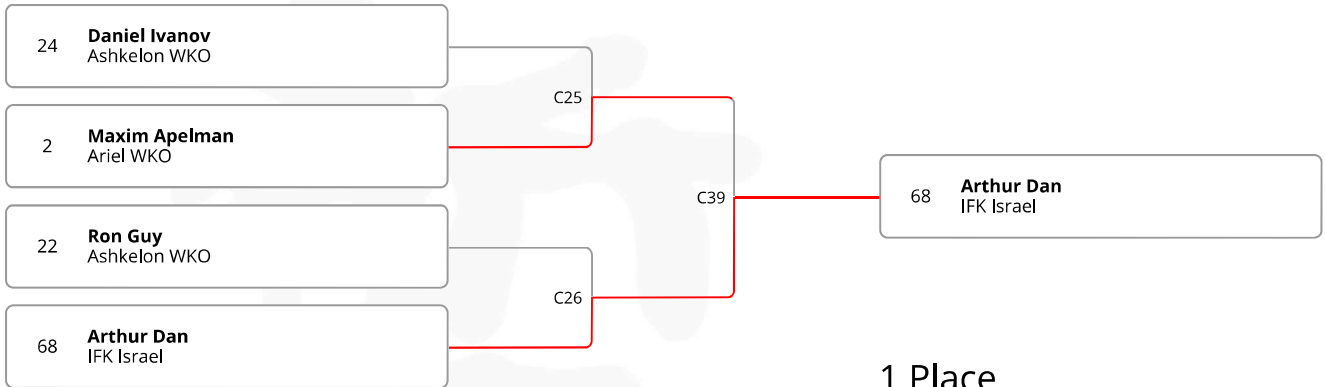 24
Daniel Ivanov
Ashkelon WKO
C25
2
Maxim Apelman
Ariel WKO
C39
68
Arthur Dan
IFK Israel
22
Ron Guy
Ashkelon WKO
C26
68
Arthur Dan
IFK Israel
1 Place